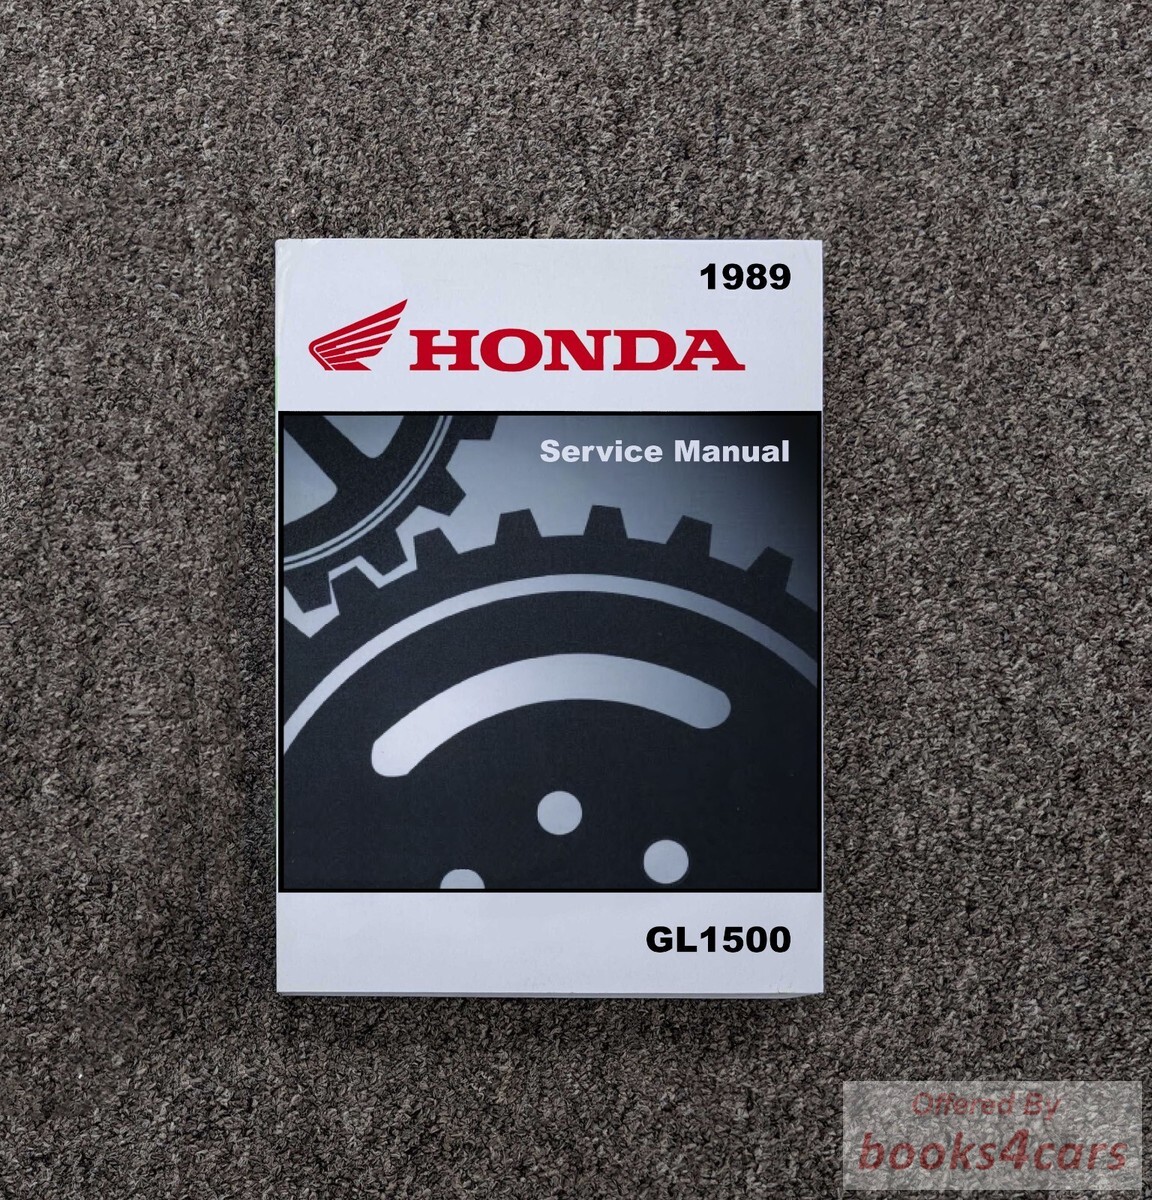 1989
HONDA
Service Manual
GL1500
Offered By
books4cars